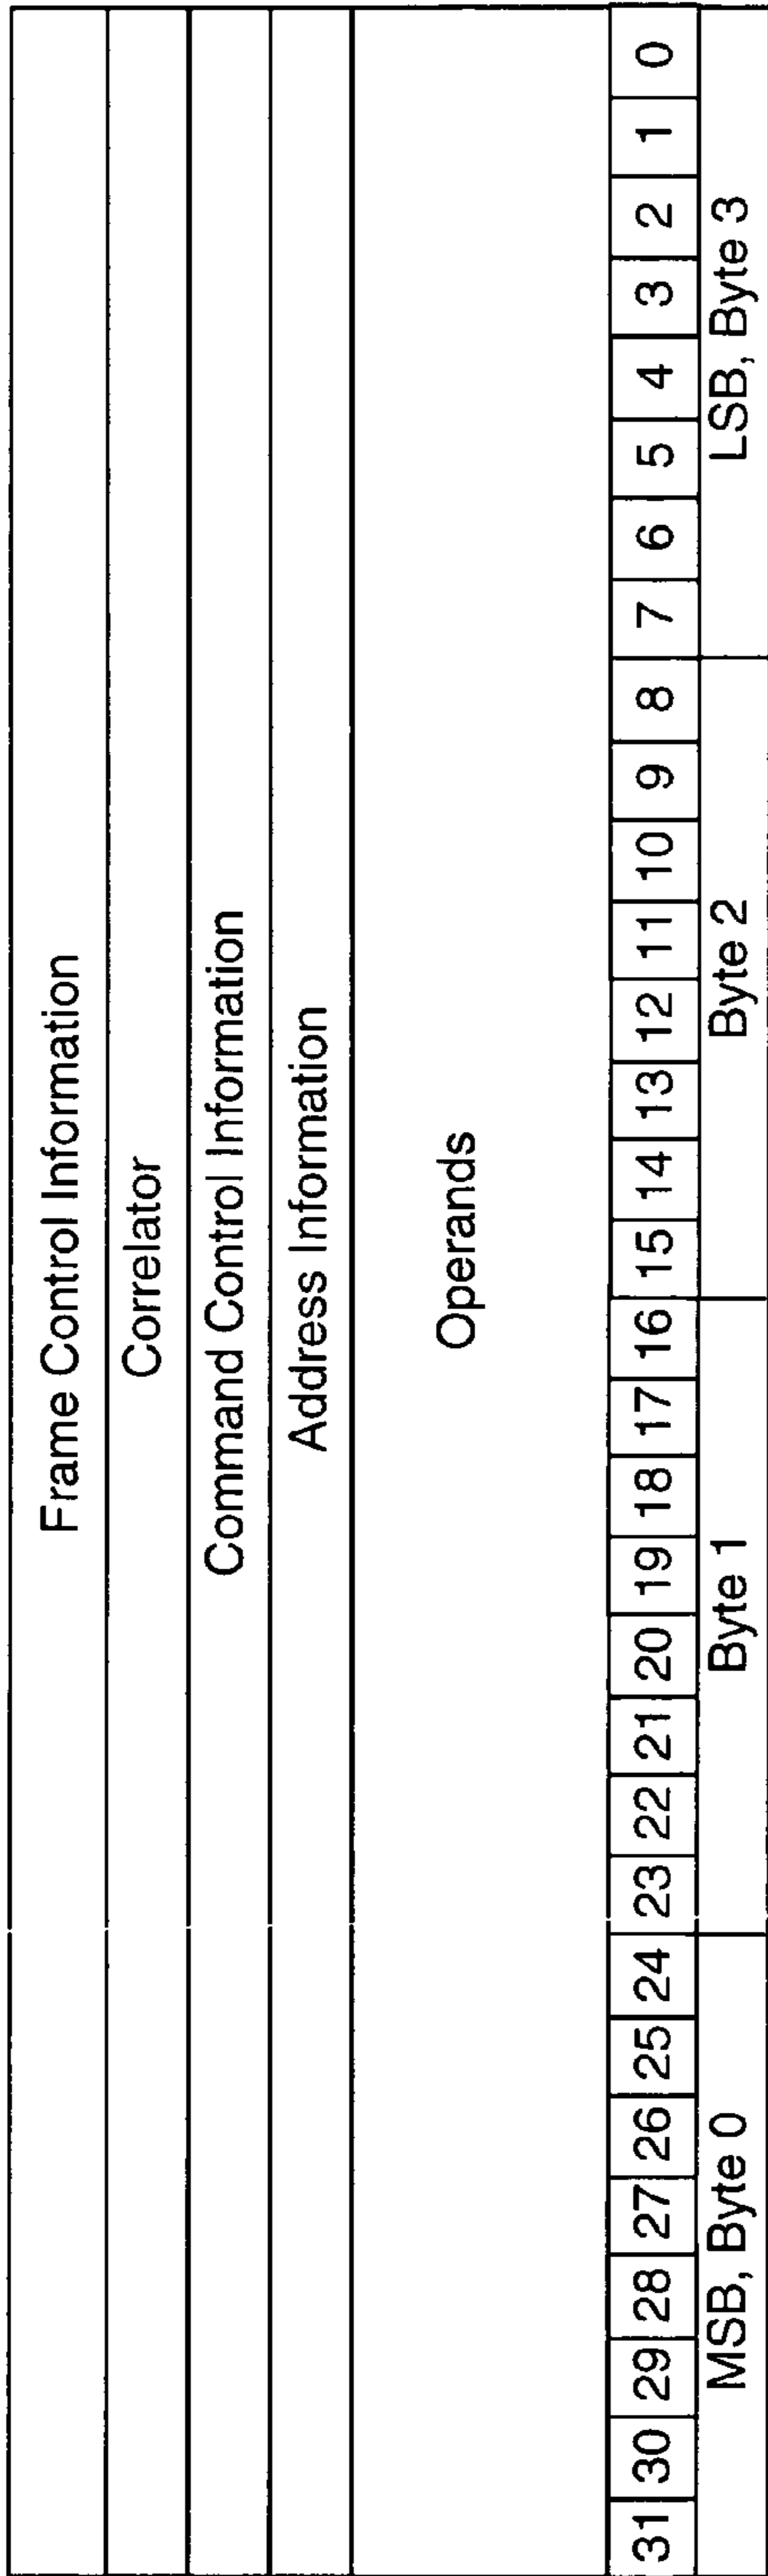 Frame Control Information
Correlator
Command Control Information
Address Information
Operands
31 30 29 28 27 26 25 24 23 22 21 20 19 18 17 16 15 14 13 12 11 10 9 8 7 6 5 4 3 2 1 0
MSB, Byte 0 Byte 1 Byte 2 LSB, Byte 3